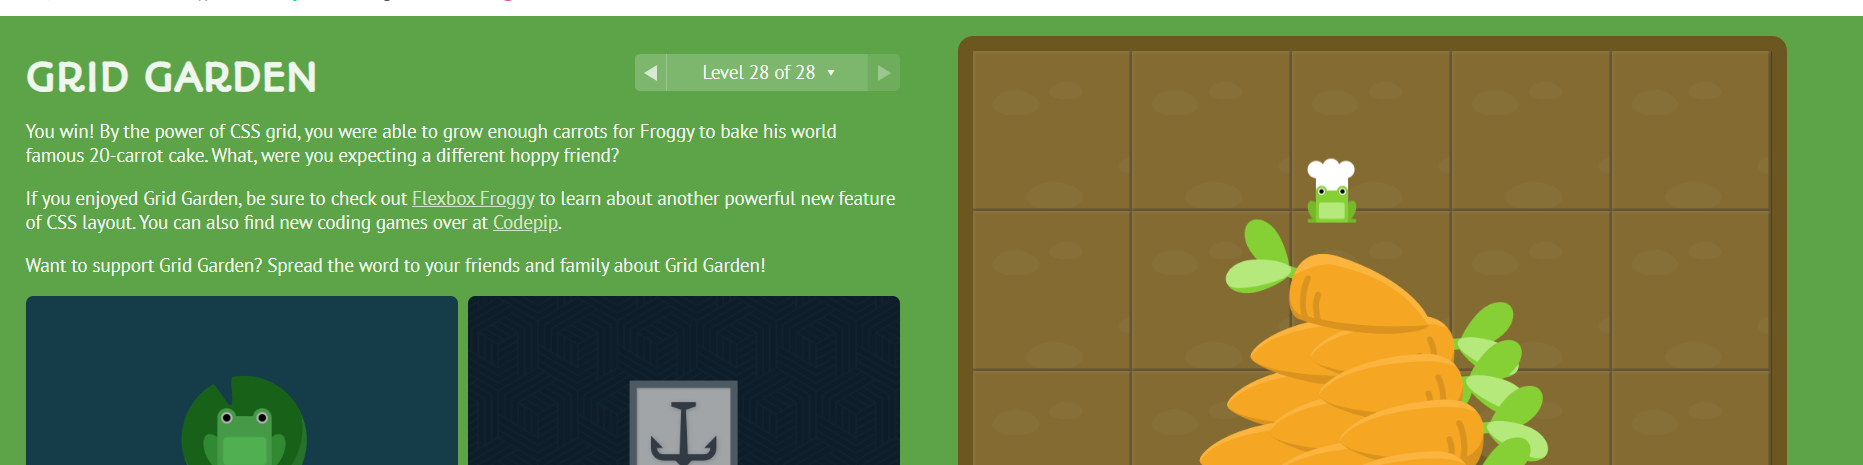 GRID GARDEN
Level 28 of 28
You win! By the power of CSS grid, you were able to grow enough carrots for Froggy to bake his world
famous 20-carrot cake. What, were you expecting a different hoppy friend?
If you enjoyed Grid Garden, be sure to check out Flexbox Froggy to learn about another powerful new feature
of CSS layout. You can also find new coding games over at Codepip.
Want to support Grid Garden? Spread the word to your friends and family about Grid Garden!